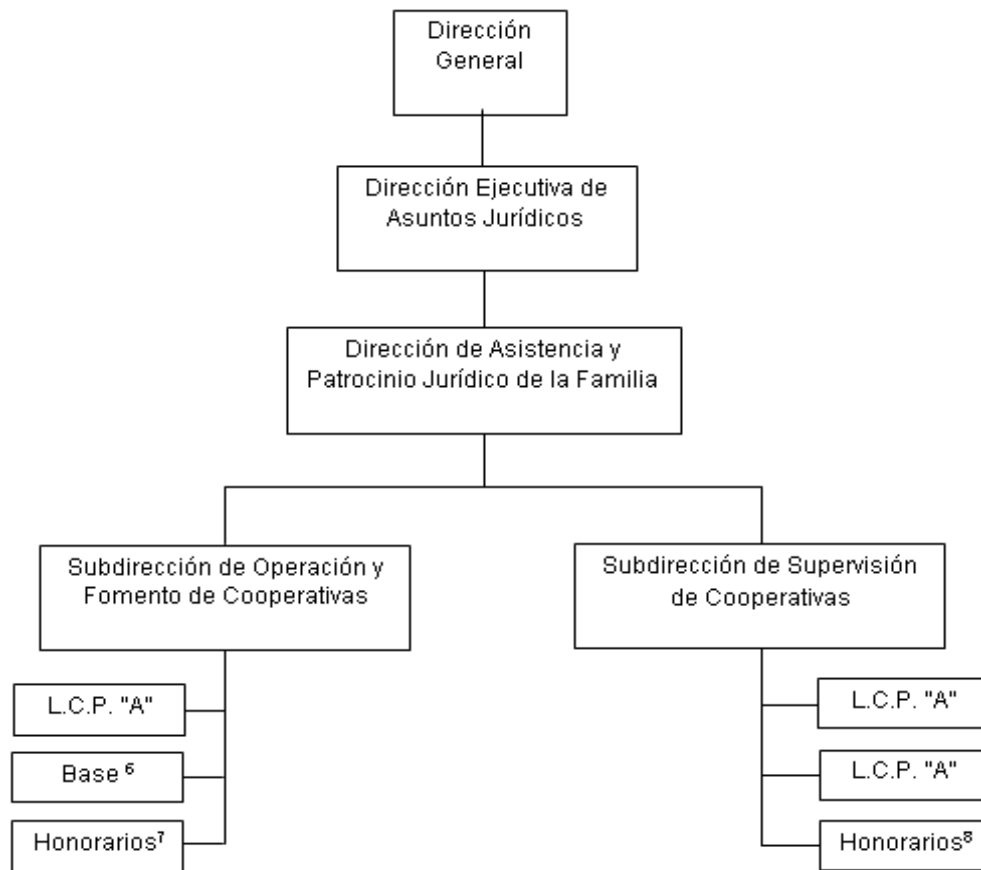 Dirección
General
Dirección Ejecutiva de
Asuntos Jurídicos
Dirección de Asistencia y
Patrocinio Jurídico de la Familia
Subdirección de Operación y
Fomento de Cooperativas
Subdirección de Supervisión
de Cooperativas
L.C.P. "A"
Base ⁶
Honorarios⁷
L.C.P. "A"
L.C.P. "A"
Honorarios⁸